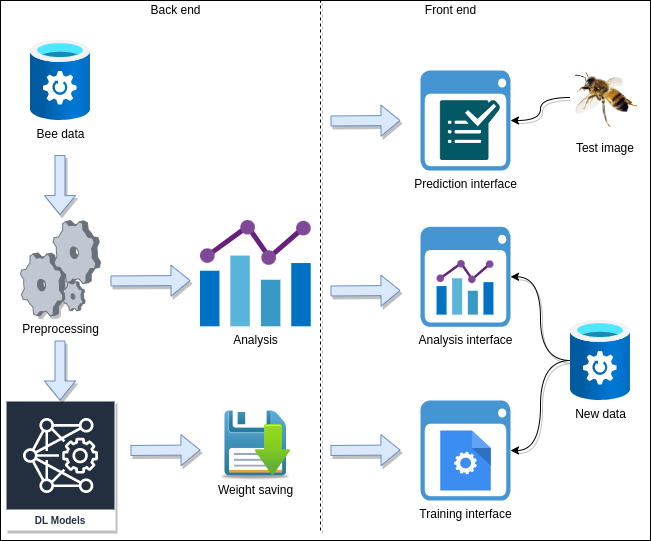 Back end
Front end
Bee data
Prediction interface
Test image
Preprocessing
Analysis
Analysis interface
New data
DL Models
Weight saving
Training interface